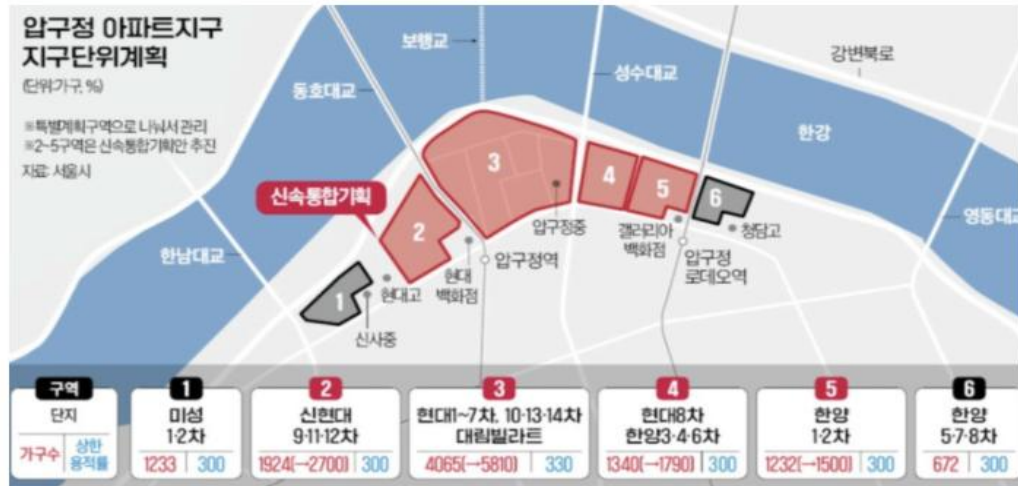 압구정 아파트지구
지구단위계획
(단위:가구, %)
※특별계획구역으로 나눠서 관리
※2~5구역은 신속통합기획안 추진
자료: 서울시
보행교
동호대교
성수대교
강변북로
한강
영동대교
한남대교
신속통합기획
1
2
3
4
5
6
압구정중
갤러리아
백화점
청담고
압구정
로데오역
압구정역
현대
백화점
현대고
신사중
구역
단지
가구수
상한
용적률
1
미성
1·2차
1233 300
2
신현대
9·11·12차
1924(→2700) 300
3
현대1~7차, 10·13·14차
대림빌라트
4065(→5810) 330
4
현대8차
한양3·4·6차
1340(→1790) 300
5
한양
1·2차
1232(→1500) 300
6
한양
5·7·8차
672 300